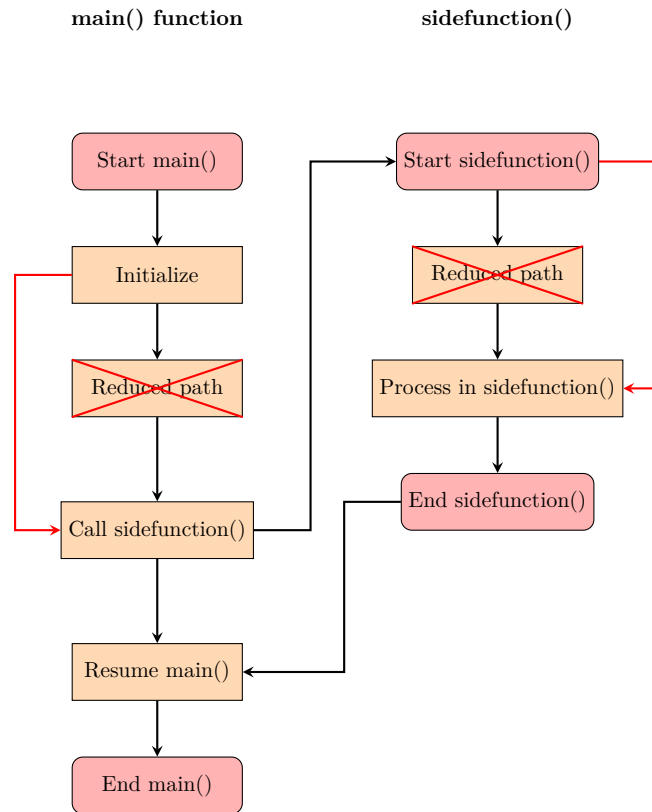 main() function
sidefunction()
Start main()
Start sidefunction()
Initialize
Reduced path
Reduced path
Process in sidefunction()
Call sidefunction()
End sidefunction()
Resume main()
End main()